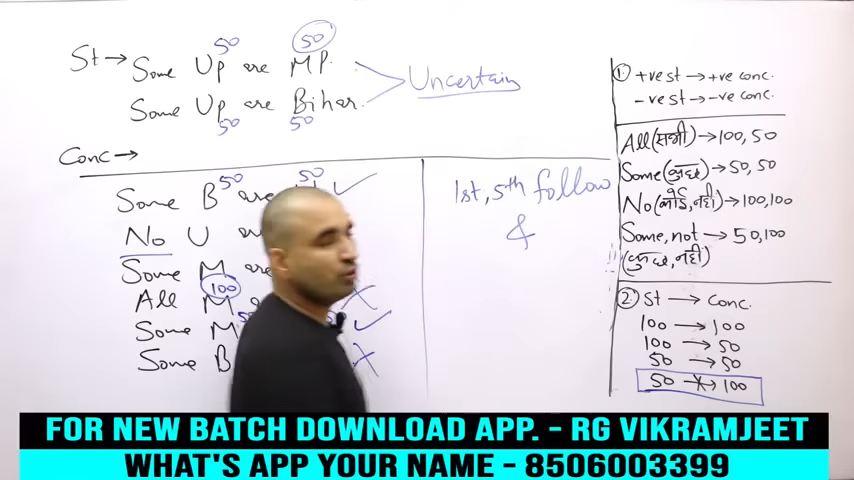 50 50
St → Some Up are MP.
Some Up are Bihar.
50 50
Uncertain
Conc →
50 50
Some B are
No U
Some M are
100
All M
Some M
Some B
1st, 5th follow
&
1. +ve st → +ve conc.
-ve st → -ve conc.
All (सभी) → 100, 50
Some (कुछ) → 50, 50
No (कोई नहीं) → 100, 100
Some, not → 50, 100
(कुछ, नहीं)
2. St → Conc.
100 → 100
100 → 50
50 → 50
50 → 100
FOR NEW BATCH DOWNLOAD APP. - RG VIKRAMJEET
WHAT'S APP YOUR NAME - 8506003399